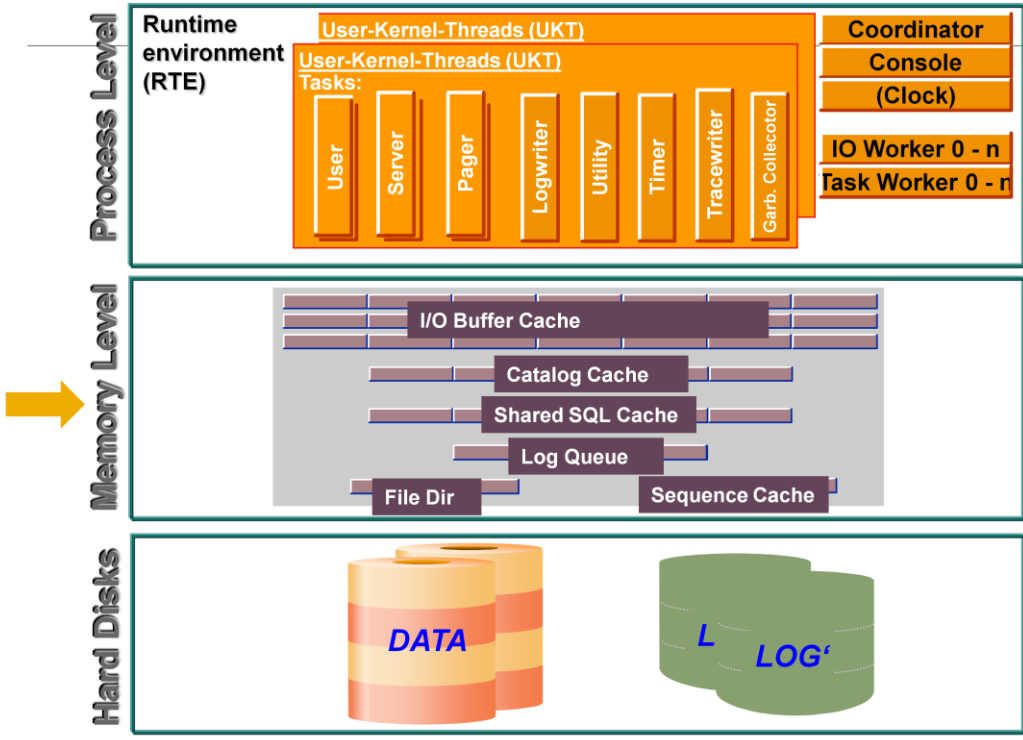 Process Level
Runtime
environment
(RTE)
User-Kernel-Threads (UKT)
User-Kernel-Threads (UKT)
Tasks:
User
Server
Pager
Logwriter
Utility
Timer
Tracewriter
Garb. Collecotor
Coordinator
Console
(Clock)
IO Worker 0 - n
Task Worker 0 - n
Memory Level
I/O Buffer Cache
Catalog Cache
Shared SQL Cache
Log Queue
File Dir
Sequence Cache
Hard Disks
DATA
L
LOG‘